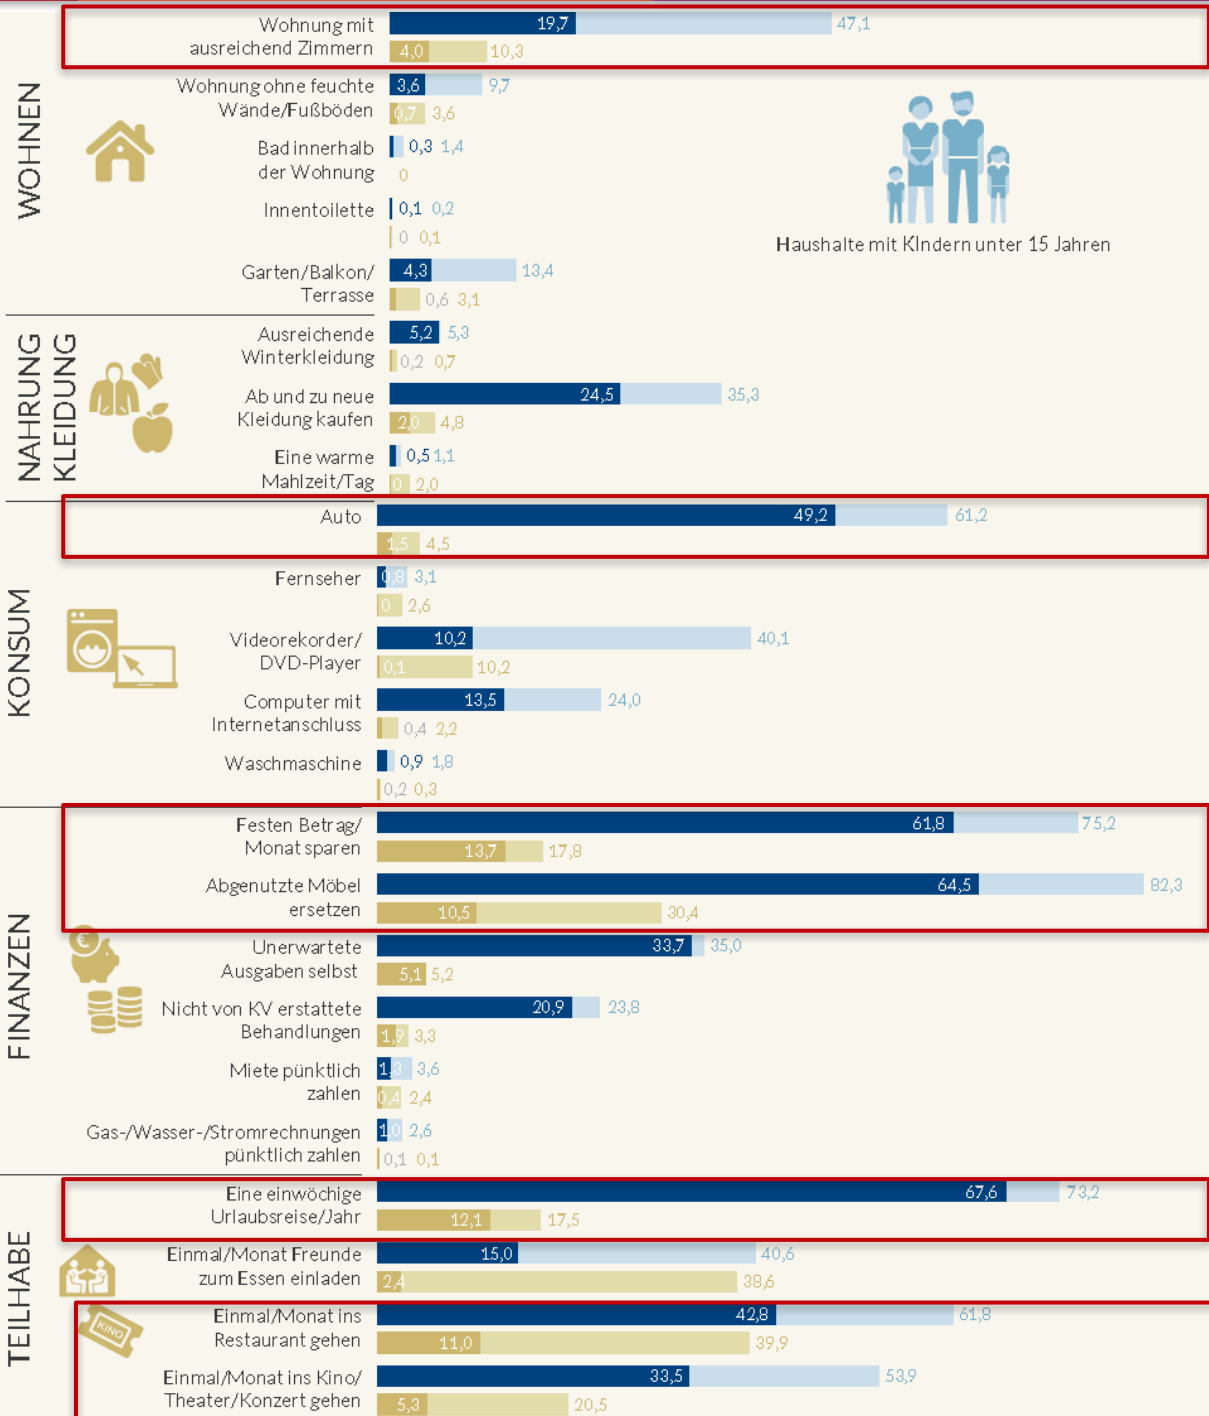 WOHNEN
Wohnung mit
ausreichend Zimmern
19,7 47,1
4,0 10,3
Wohnung ohne feuchte
Wände/Fußböden
3,6 9,7
0,7 3,6
Bad innerhalb
der Wohnung
0,3 1,4
0
Innentoilette
0,1 0,2
0 0,1
Garten/Balkon/
Terrasse
4,3 13,4
0,6 3,1
Haushalte mit KIndern unter 15 Jahren
NAHRUNG
KLEIDUNG
Ausreichende
Winterkleidung
5,2 5,3
0,2 0,7
Ab und zu neue
Kleidung kaufen
24,5 35,3
2,0 4,8
Eine warme
Mahlzeit/Tag
0,5 1,1
0 2,0
KONSUM
Auto
49,2 61,2
1,5 4,5
Fernseher
0,8 3,1
0 2,6
Videorekorder/
DVD-Player
10,2 40,1
0,1 10,2
Computer mit
Internetanschluss
13,5 24,0
0,4 2,2
Waschmaschine
0,9 1,8
0,2 0,3
FINANZEN
Festen Betrag/
Monat sparen
61,8 75,2
13,7 17,8
Abgenutzte Möbel
ersetzen
64,5 82,3
10,5 30,4
€
Unerwartete
Ausgaben selbst
33,7 35,0
5,1 5,2
Nicht von KV erstattete
Behandlungen
20,9 23,8
1,9 3,3
Miete pünktlich
zahlen
1,3 3,6
0,4 2,4
Gas-/Wasser-/Stromrechnungen
pünktlich zahlen
1,0 2,6
0,1 0,1
TEILHABE
Eine einwöchige
Urlaubsreise/Jahr
67,6 73,2
12,1 17,5
Einmal/Monat Freunde
zum Essen einladen
15,0 40,6
2,4 38,6
KINO
Einmal/Monat ins
Restaurant gehen
42,8 61,8
11,0 39,9
Einmal/Monat ins Kino/
Theater/Konzert gehen
33,5 53,9
5,3 20,5